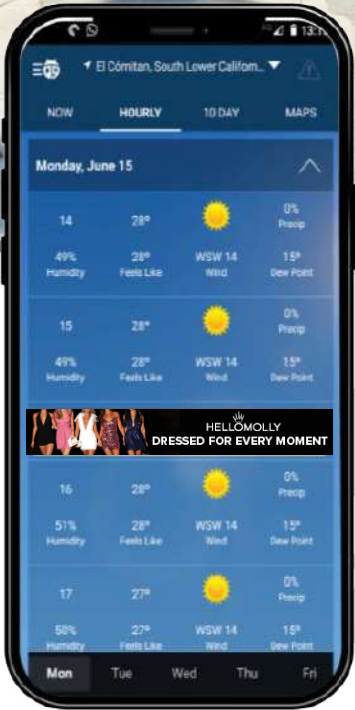 13:1
El Cómitan, South Lower Californ...
NOW HOURLY 10 DAY MAPS
Monday, June 15
14 28° 0%
Precip
49% 28° WSW 14 15°
Humidity Feels Like Wind Dew Point
15 28° 0%
Precip
49% 28° WSW 14 15°
Humidity Feels Like Wind Dew Point
HELLOMOLLY
DRESSED FOR EVERY MOMENT
16 28° 0%
Precip
51% 28° WSW 14 15°
Humidity Feels Like Wind Dew Point
17 27° 0%
Precip
50% 27° WSW 14 15°
Humidity Feels Like Wind Dew Point
Mon Tue Wed Thu Fri